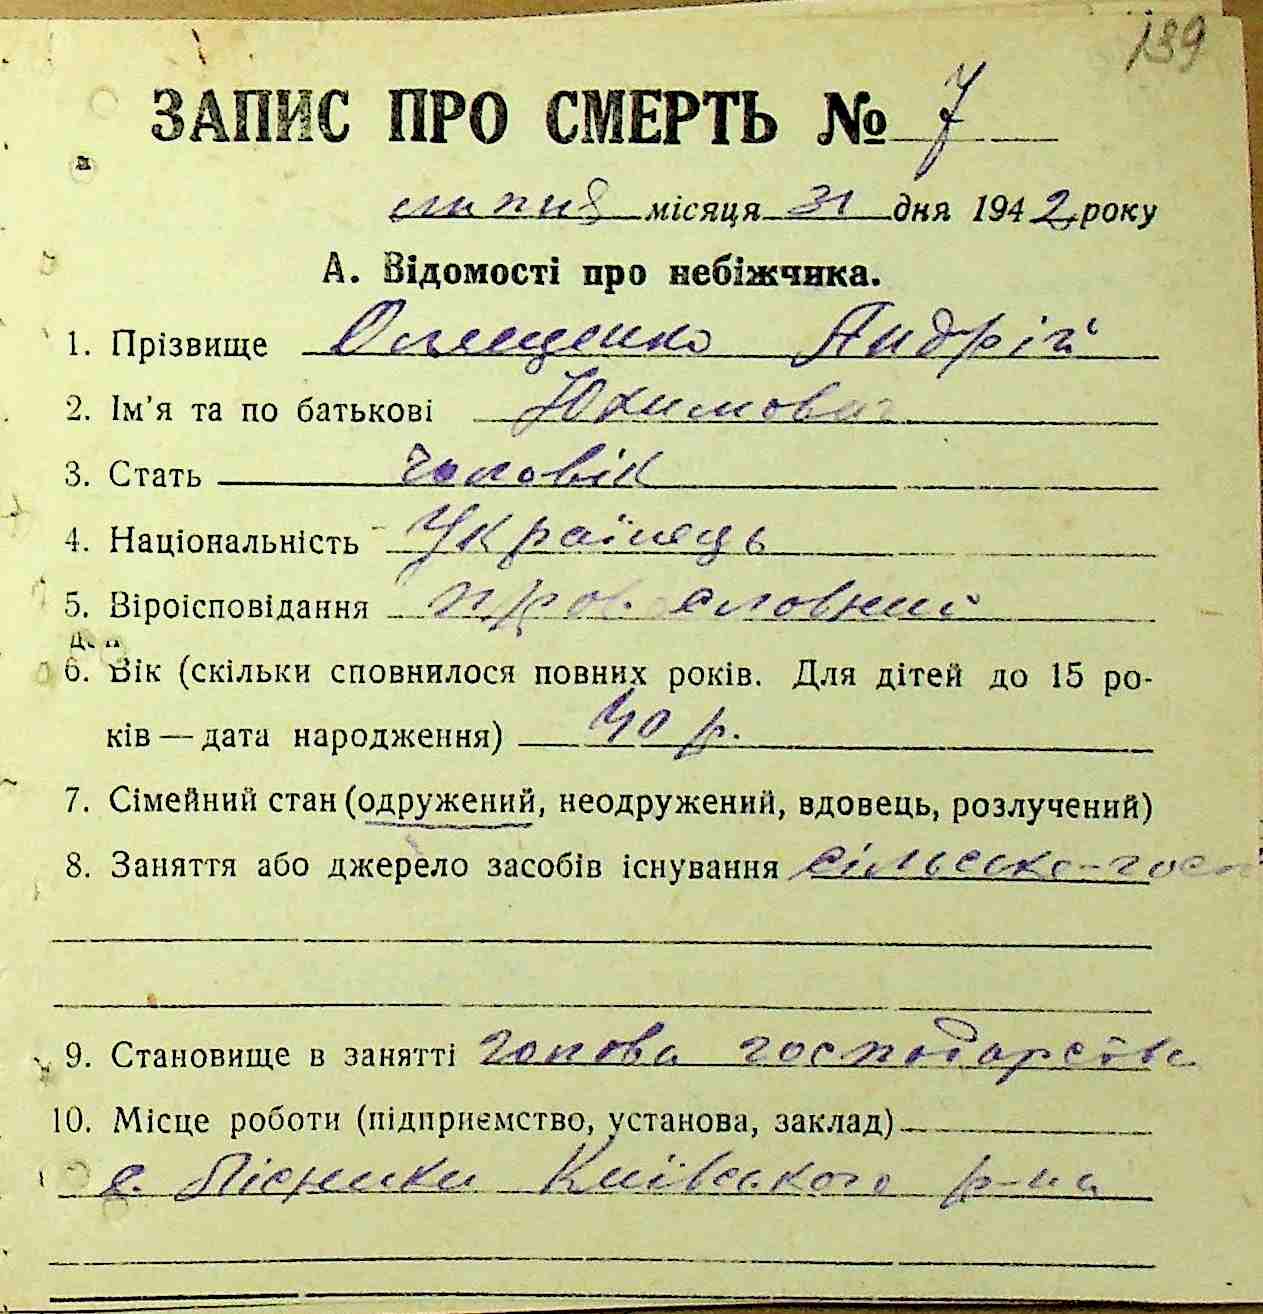 139
ЗАПИС ПРО СМЕРТЬ № 7
липня місяця 31 дня 1942 року
А. Відомості про небіжчика.
1. Прізвище Олещенко Андрій
2. Ім'я та по батькові Юхимович
3. Стать чоловік
4. Національність Українець
5. Віроісповідання православний
6. Вік (скільки сповнилося повних років. Для дітей до 15 ро-
ків — дата народження) 40 р.
7. Сімейний стан (одружений, неодружений, вдовець, розлучений)
8. Заняття або джерело засобів існування сільсько-госп
9. Становище в занятті голова господарства
10. Місце роботи (підприємство, установа, заклад)
с. Пісники Київського р-на